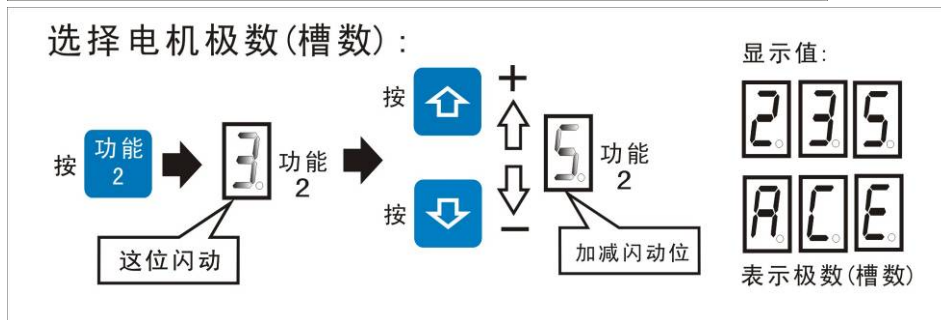 选择电机极数(槽数):
按
功能
2
3
功能
2
这位闪动
按
+
按
−
5
功能
2
加减闪动位
显示值:
2 3 5
A C E
表示极数(槽数)